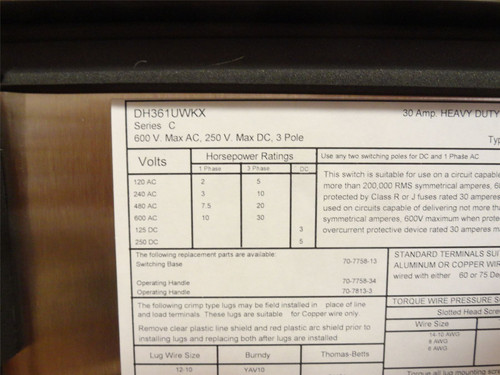 DH361UWKX
30 Amp. HEAVY DUTY
Series C
600 V. Max AC, 250 V. Max DC, 3 Pole
Volts
Horsepower Ratings
1 Phase 3 Phase DC
120 AC 2 5
240 AC 3 10
480 AC 7.5 20
600 AC 10 30
125 DC 3
250 DC 5
Use any two switching poles for DC and 1 Phase AC
This switch is suitable for use on a circuit capable
more than 200,000 RMS symmetrical amperes,
protected by Class R or J fuses rated 30 amperes
used on circuits capable of delivering not more tha
symmetrical amperes, 600V maximum when prote
overcurrent protective device rated 30 amperes m
The following replacement parts are available:
Switching Base 70-7758-13
Operating Handle 70-7758-34
Operating Handle 70-7813-3
STANDARD TERMINALS SUI
ALUMINUM OR COPPER WIR
wired with either 60 or 75 De
The following crimp type lugs may be field installed in place of line
and load terminals. These lugs are suitable for Copper wire only.
Remove clear plastic line shield and red plastic arc shield prior to
installing lugs and replacing both after lugs are installed
TORQUE WIRE PRESSURE S
Slotted Head Scre
Wire Size
14-12 AWG
8 AWG
6 AWG
Lug Wire Size Burndy Thomas-Betts
12-10 YAV10
Torque all lug mounting scre